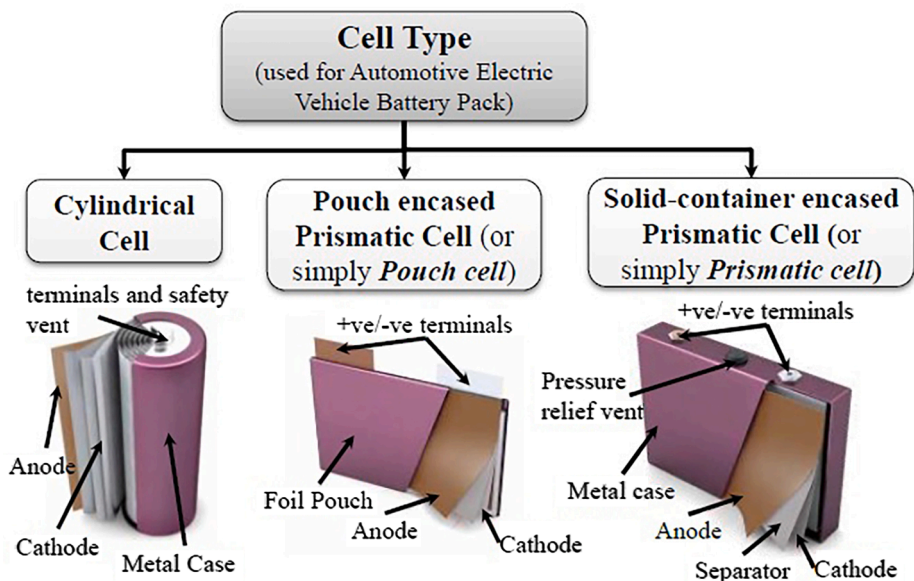 Cell Type
(used for Automotive Electric
Vehicle Battery Pack)
Cylindrical
Cell
Pouch encased
Prismatic Cell (or
simply Pouch cell)
Solid-container encased
Prismatic Cell (or
simply Prismatic cell)
terminals and safety
vent
Anode
Cathode
Metal Case
+ve/-ve terminals
Foil Pouch
Anode
Cathode
+ve/-ve terminals
Pressure
relief vent
Metal case
Anode
Separator
Cathode